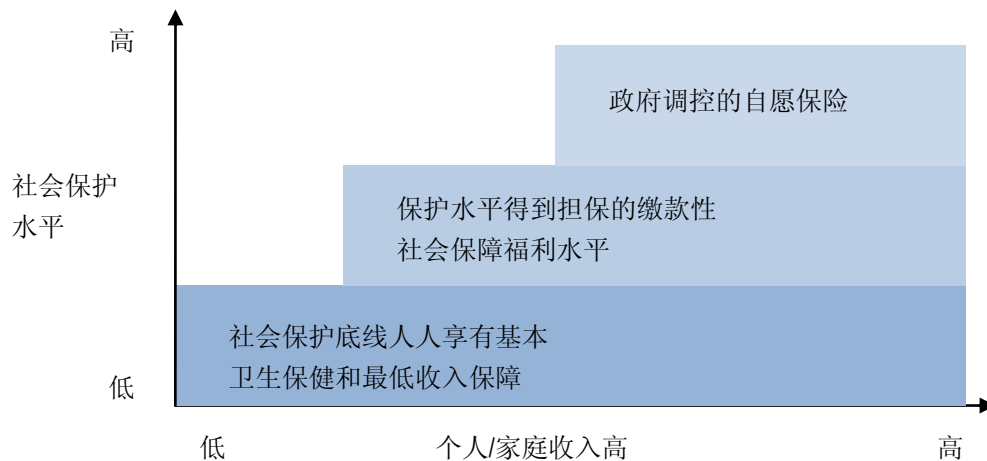 高
政府调控的自愿保险
社会保护
水平
保护水平得到担保的缴款性
社会保障福利水平
社会保护底线人人享有基本
卫生保健和最低收入保障
低
低
个人/家庭收入高
高